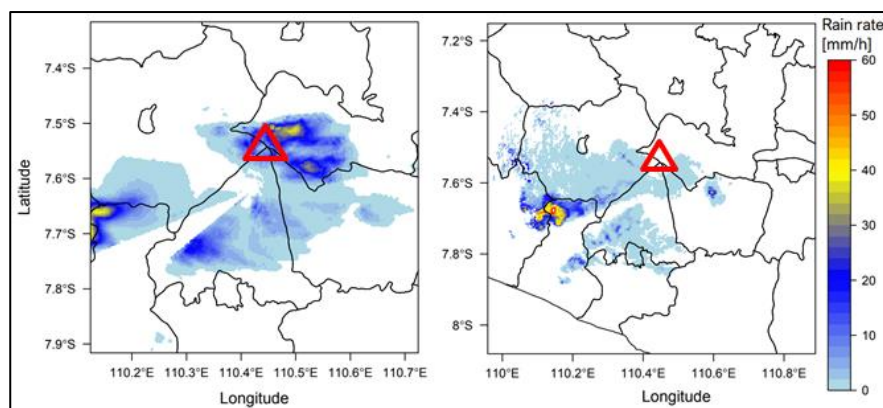 Rain rate
[mm/h]
7.4°S
7.5°S
7.6°S
7.7°S
7.8°S
7.9°S
Latitude
110.2°E
110.3°E
110.4°E
110.5°E
110.6°E
110.7°E
Longitude
7.2°S
7.4°S
7.6°S
7.8°S
8°S
110°E
110.2°E
110.4°E
110.6°E
110.8°E
Longitude
60
50
40
30
20
10
0